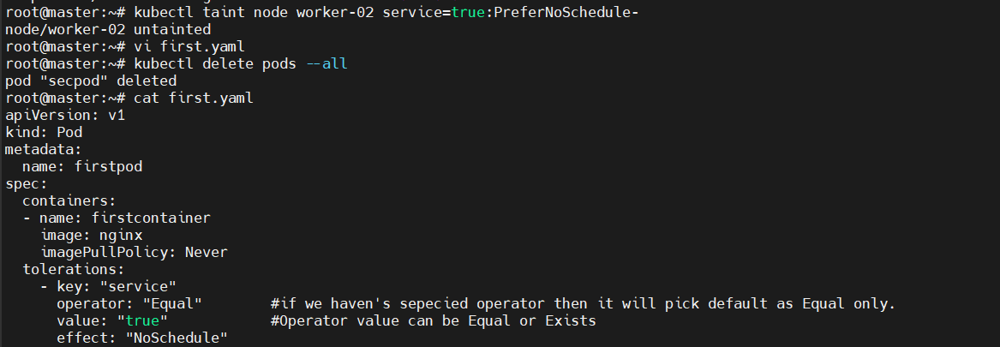 root@master:~# kubectl taint node worker-02 service=true:PreferNoSchedule-
node/worker-02 untainted
root@master:~# vi first.yaml
root@master:~# kubectl delete pods --all
pod "secpod" deleted
root@master:~# cat first.yaml
apiVersion: v1
kind: Pod
metadata:
  name: firstpod
spec:
  containers:
  - name: firstcontainer
    image: nginx
    imagePullPolicy: Never
  tolerations:
    - key: "service"
      operator: "Equal"        #if we haven's sepecied operator then it will pick default as Equal only.
      value: "true"            #Operator value can be Equal or Exists
      effect: "NoSchedule"